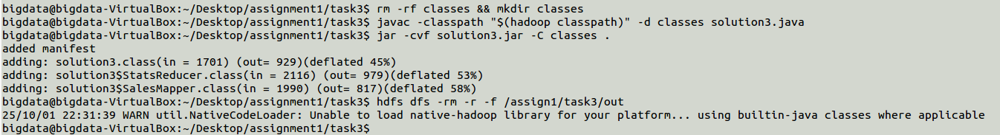 bigdata@bigdata-VirtualBox:~/Desktop/assignment1/task3$ rm -rf classes && mkdir classes
bigdata@bigdata-VirtualBox:~/Desktop/assignment1/task3$ javac -classpath "$(hadoop classpath)" -d classes solution3.java
bigdata@bigdata-VirtualBox:~/Desktop/assignment1/task3$ jar -cvf solution3.jar -C classes .
added manifest
adding: solution3.class(in = 1701) (out= 929)(deflated 45%)
adding: solution3$StatsReducer.class(in = 2116) (out= 979)(deflated 53%)
adding: solution3$SalesMapper.class(in = 1990) (out= 817)(deflated 58%)
bigdata@bigdata-VirtualBox:~/Desktop/assignment1/task3$ hdfs dfs -rm -r -f /assign1/task3/out
25/10/01 22:31:39 WARN util.NativeCodeLoader: Unable to load native-hadoop library for your platform... using builtin-java classes where applicable
bigdata@bigdata-VirtualBox:~/Desktop/assignment1/task3$